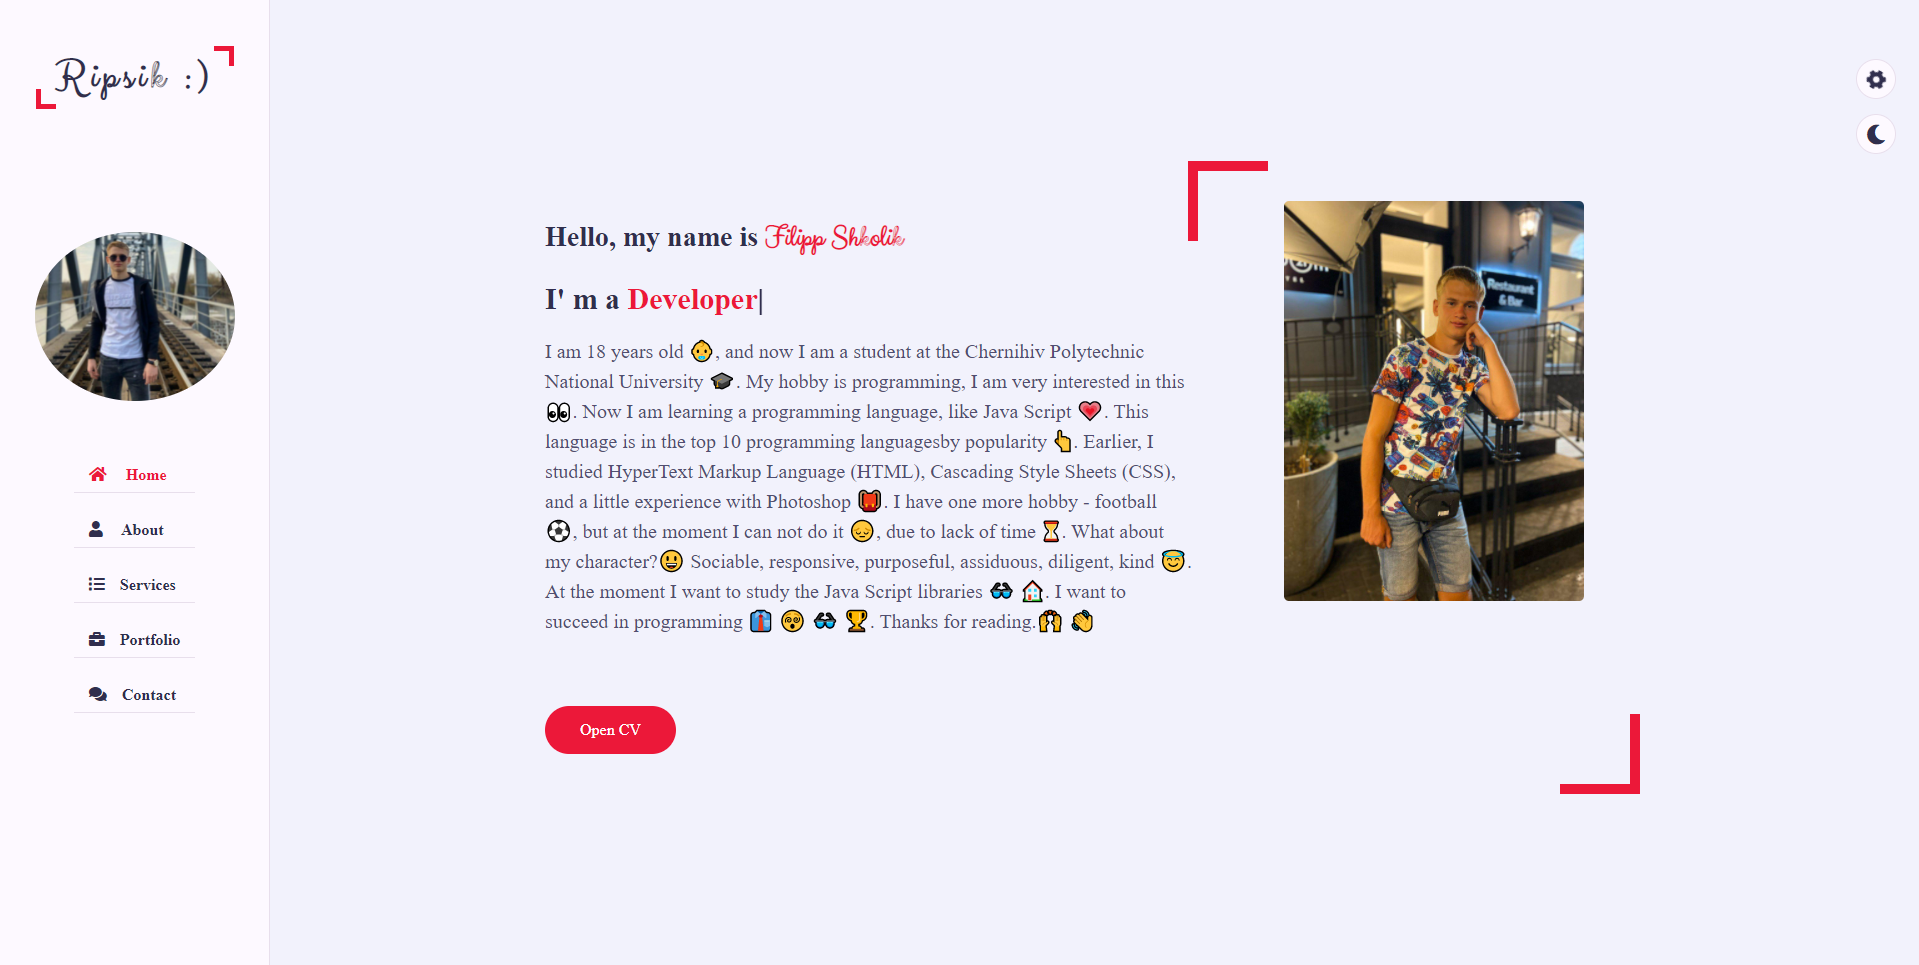 Ripsik :)
Home
About
Services
Portfolio
Contact
Hello, my name is Filipp Shkolik
I' m a Developer|
I am 18 years old 👶, and now I am a student at the Chernihiv Polytechnic
National University 🎓. My hobby is programming, I am very interested in this
👀. Now I am learning a programming language, like Java Script 💗. This
language is in the top 10 programming languagesby popularity 👆. Earlier, I
studied HyperText Markup Language (HTML), Cascading Style Sheets (CSS),
and a little experience with Photoshop 🎒. I have one more hobby - football
⚽, but at the moment I can not do it 😔, due to lack of time ⏳. What about
my character?😃 Sociable, responsive, purposeful, assiduous, diligent, kind 😇.
At the moment I want to study the Java Script libraries 👓 🏠. I want to
succeed in programming 👔 😵 👓 🏆. Thanks for reading.🙌 👏
Open CV
Restaurant
& Bar